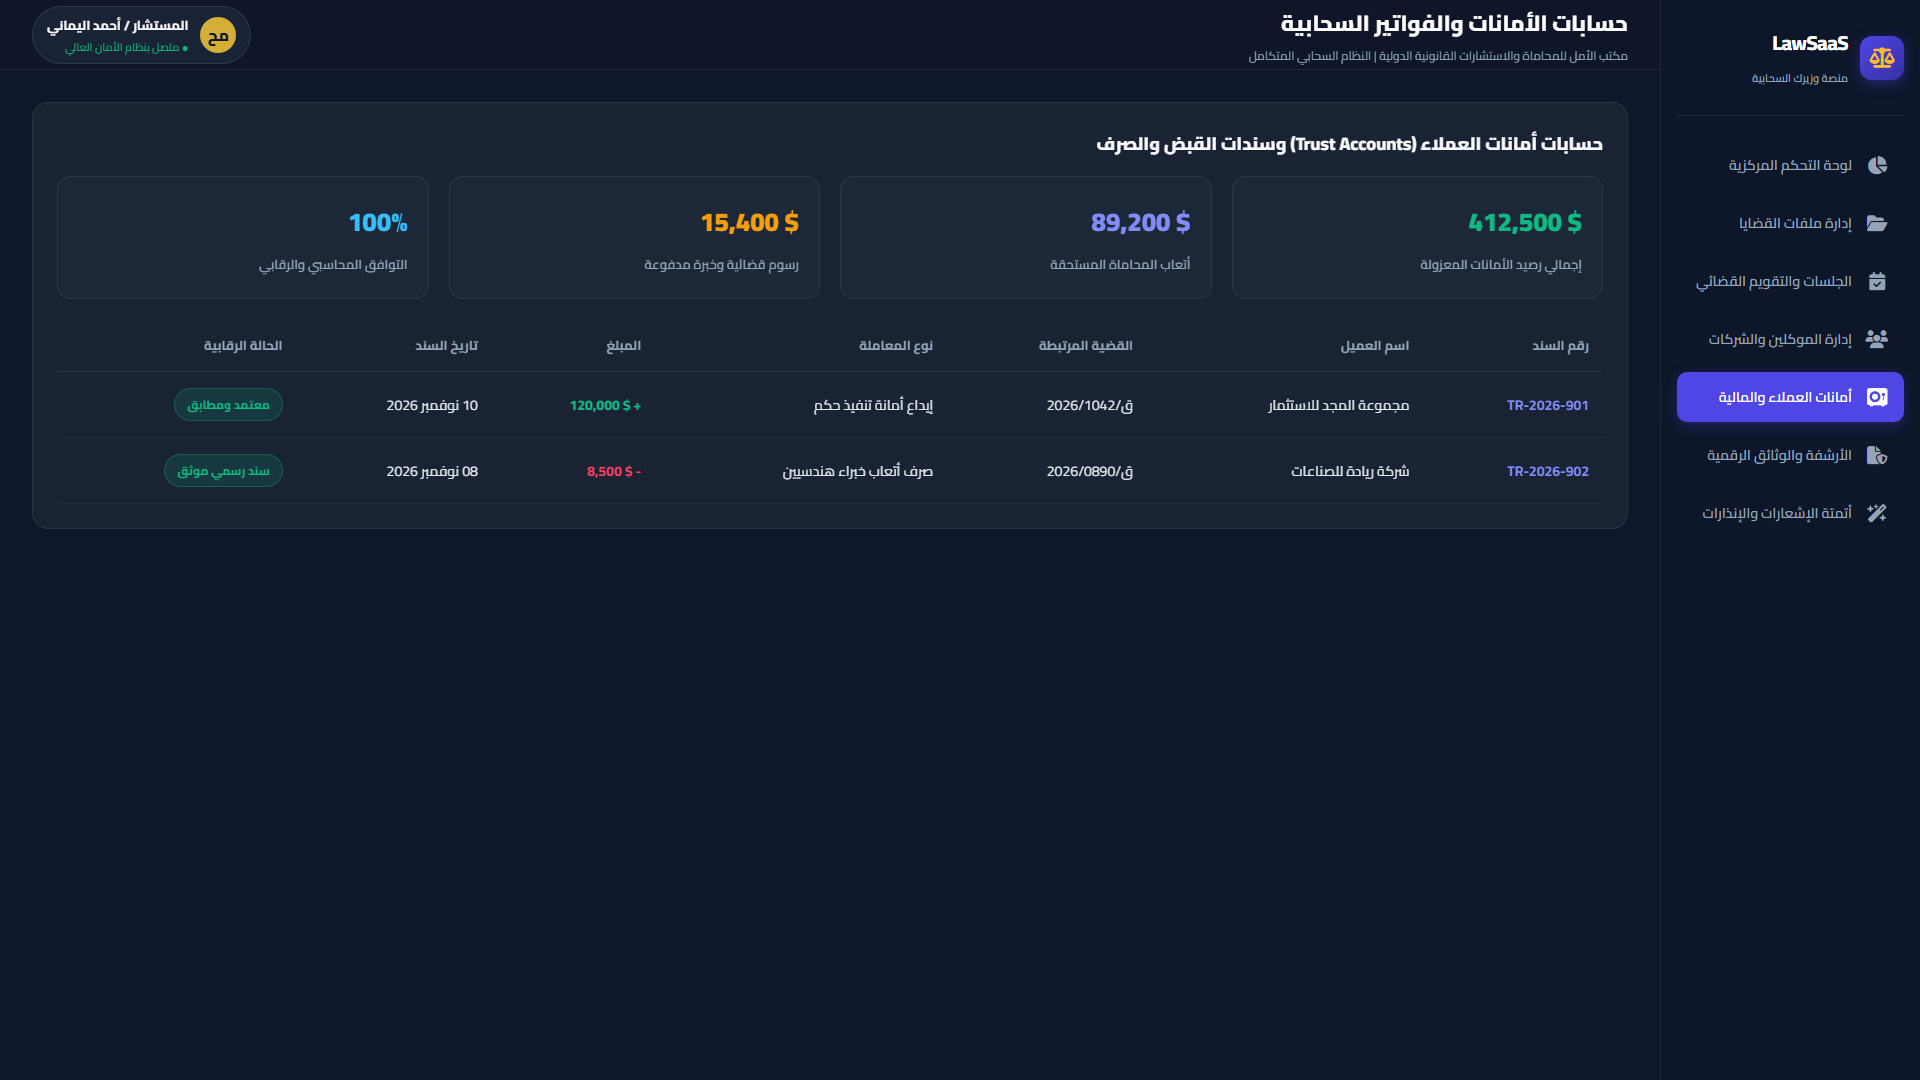 LawSaaS
منصة وزيرك السحابية
لوحة التحكم المركزية
إدارة ملفات القضايا
الجلسات والتقويم القضائي
إدارة الموكلين والشركات
أمانات العملاء والمالية
الأرشفة والوثائق الرقمية
أتمتة الإشعارات والإنذارات
حسابات الأمانات والفواتير السحابية
مكتب الأمل للمحاماة والاستشارات القانونية الدولية | النظام السحابي المتكامل
مح
المستشار / أحمد اليماني
● متصل بنظام الأمان العالي
حسابات أمانات العملاء (Trust Accounts) وسندات القبض والصرف
412,500 $
إجمالي رصيد الأمانات المعزولة
89,200 $
أتعاب المحاماة المستحقة
15,400 $
رسوم قضائية وخبرة مدفوعة
100%
التوافق المحاسبي والرقابي
رقم السند اسم العميل القضية المرتبطة نوع المعاملة المبلغ تاريخ السند الحالة الرقابية
TR-2026-901 مجموعة المجد للاستثمار ق/1042/2026 إيداع أمانة تنفيذ حكم + $ 120,000 10 نوفمبر 2026 معتمد ومطابق
TR-2026-902 شركة ريادة للصناعات ق/0890/2026 صرف أتعاب خبراء هندسيين - $ 8,500 08 نوفمبر 2026 سند رسمي موثق